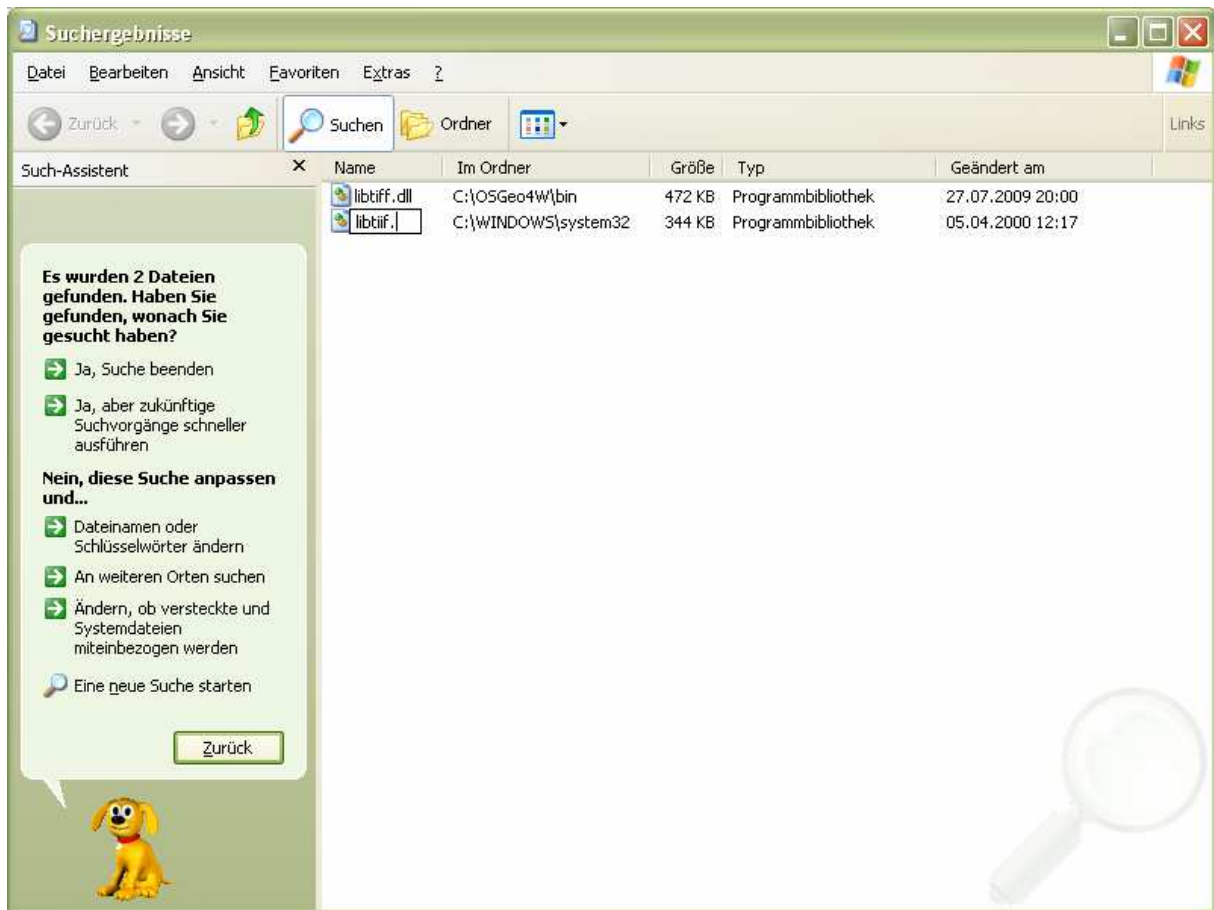 Suchergebnisse
Datei Bearbeiten Ansicht Favoriten Extras ?
Zurück Suchen Ordner Links
Such-Assistent
Name Im Ordner Größe Typ Geändert am
libtiff.dll C:\OSGeo4W\bin 472 KB Programmbibliothek 27.07.2009 20:00
libtiif. C:\WINDOWS\system32 344 KB Programmbibliothek 05.04.2000 12:17
Es wurden 2 Dateien
gefunden. Haben Sie
gefunden, wonach Sie
gesucht haben?
Ja, Suche beenden
Ja, aber zukünftige
Suchvorgänge schneller
ausführen
Nein, diese Suche anpassen
und...
Dateinamen oder
Schlüsselwörter ändern
An weiteren Orten suchen
Ändern, ob versteckte und
Systemdateien
miteinbezogen werden
Eine neue Suche starten
Zurück